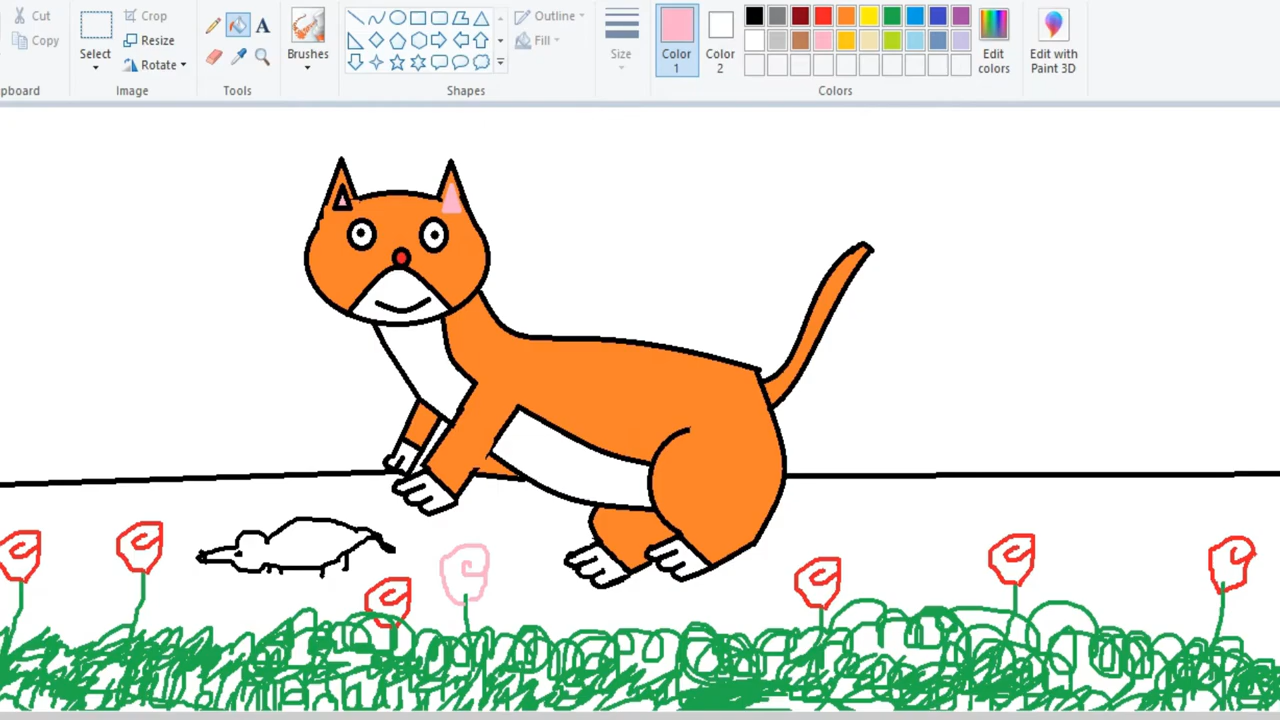 Cut
Copy
pboard
Select
Crop
Resize
Rotate
Image
A
Tools
Brushes
Outline
Fill
Shapes
Size
Color
1
Color
2
Edit
colors
Colors
Edit with
Paint 3D